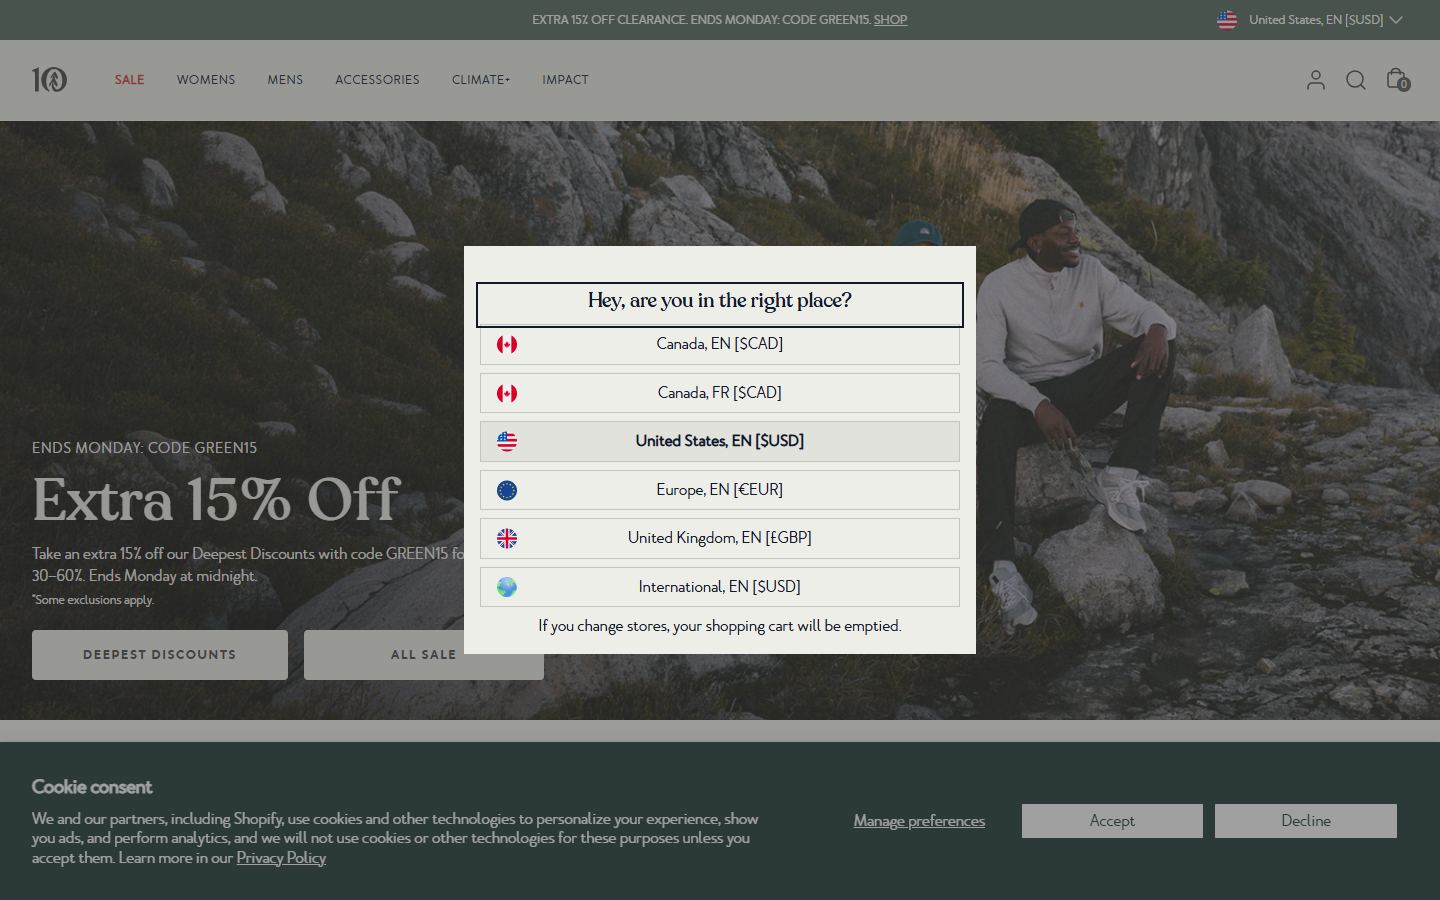 EXTRA 15% OFF CLEARANCE. ENDS MONDAY: CODE GREEN15. SHOP
United States, EN [$USD]
10
SALE
WOMENS
MENS
ACCESSORIES
CLIMATE+
IMPACT
0
Hey, are you in the right place?
Canada, EN [$CAD]
Canada, FR [$CAD]
United States, EN [$USD]
Europe, EN [€EUR]
United Kingdom, EN [£GBP]
International, EN [$USD]
If you change stores, your shopping cart will be emptied.
ENDS MONDAY: CODE GREEN15
Extra 15% Off
Take an extra 15% off our Deepest Discounts with code GREEN15 fo
30–60%. Ends Monday at midnight.
*Some exclusions apply.
DEEPEST DISCOUNTS
ALL SALE
Cookie consent
We and our partners, including Shopify, use cookies and other technologies to personalize your experience, show
you ads, and perform analytics, and we will not use cookies or other technologies for these purposes unless you
accept them. Learn more in our Privacy Policy
Manage preferences
Accept
Decline